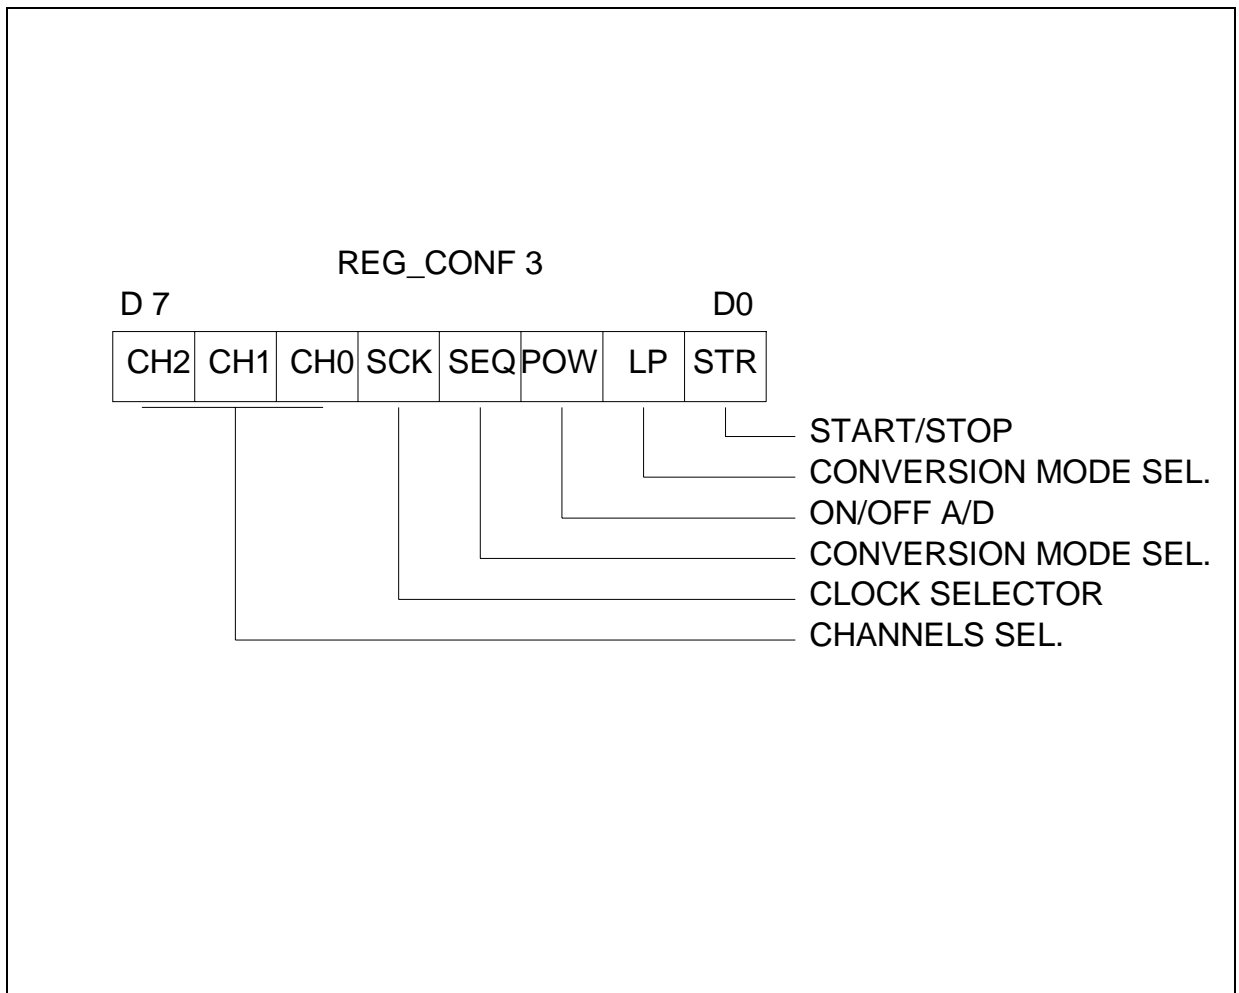 REG_CONF 3
D 7 D0
CH2 CH1 CH0 SCK SEQ POW LP STR
START/STOP
CONVERSION MODE SEL.
ON/OFF A/D
CONVERSION MODE SEL.
CLOCK SELECTOR
CHANNELS SEL.